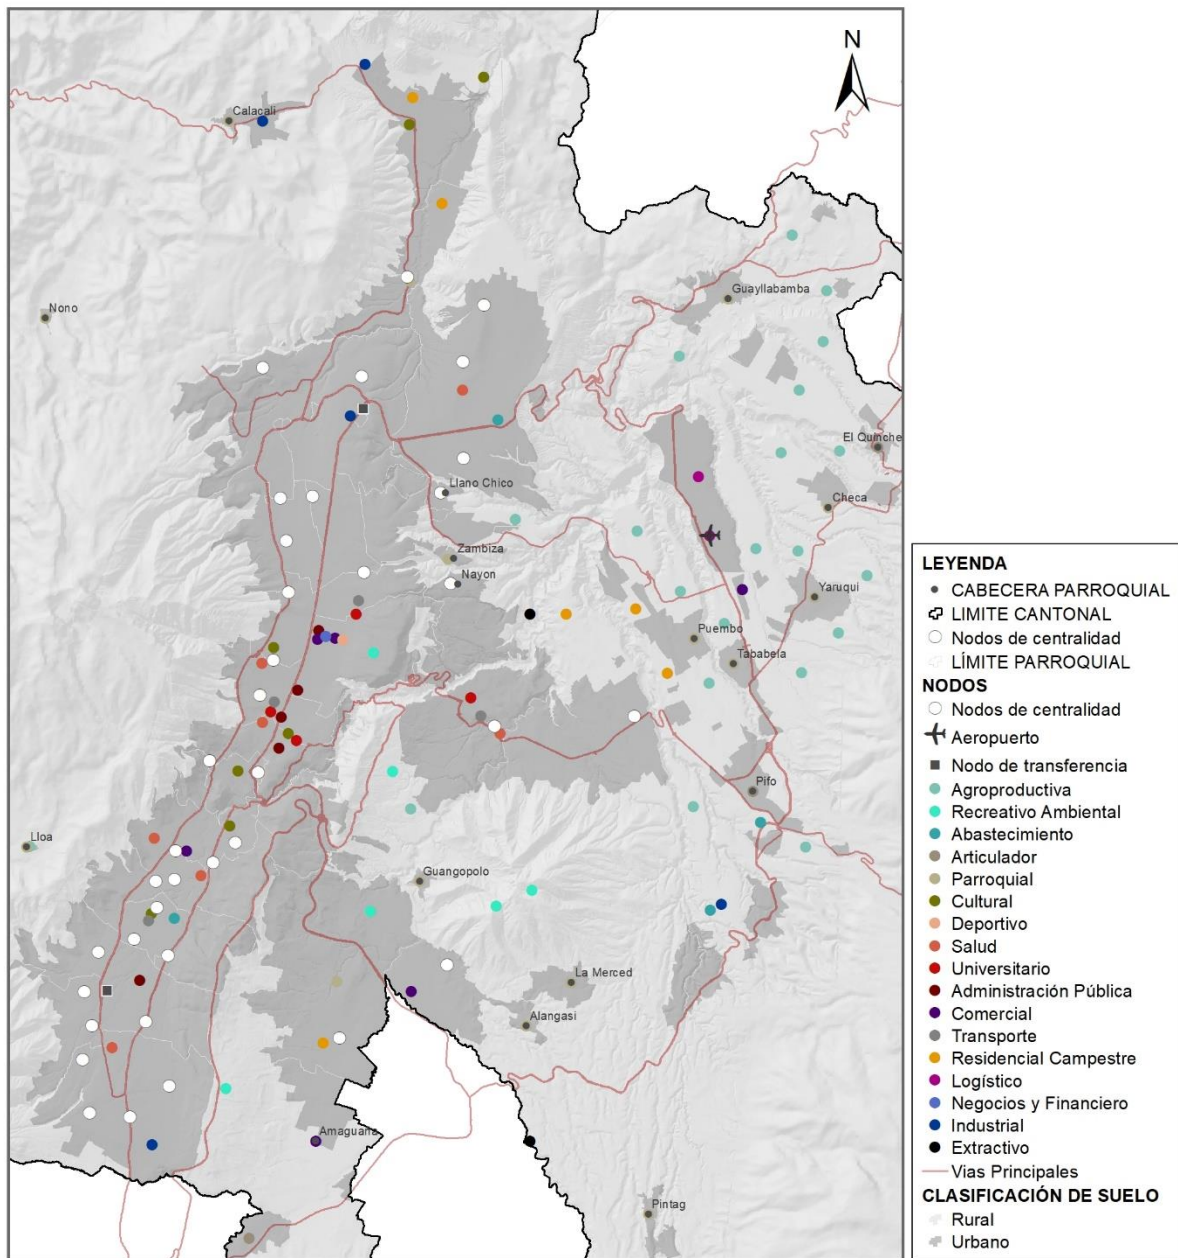 N
Calacali
Nono
Guayllabamba
El Quinche
Llano Chico
Checa
Zambiza
Nayon
Yaruqui
Puembo
Tababela
Pifo
Lloa
Guangopolo
La Merced
Alangasi
Amaguaña
Pintag
LEYENDA
CABECERA PARROQUIAL
LIMITE CANTONAL
Nodos de centralidad
LÍMITE PARROQUIAL
NODOS
Nodos de centralidad
Aeropuerto
Nodo de transferencia
Agroproductiva
Recreativo Ambiental
Abastecimiento
Articulador
Parroquial
Cultural
Deportivo
Salud
Universitario
Administración Pública
Comercial
Transporte
Residencial Campestre
Logístico
Negocios y Financiero
Industrial
Extractivo
Vias Principales
CLASIFICACIÓN DE SUELO
Rural
Urbano